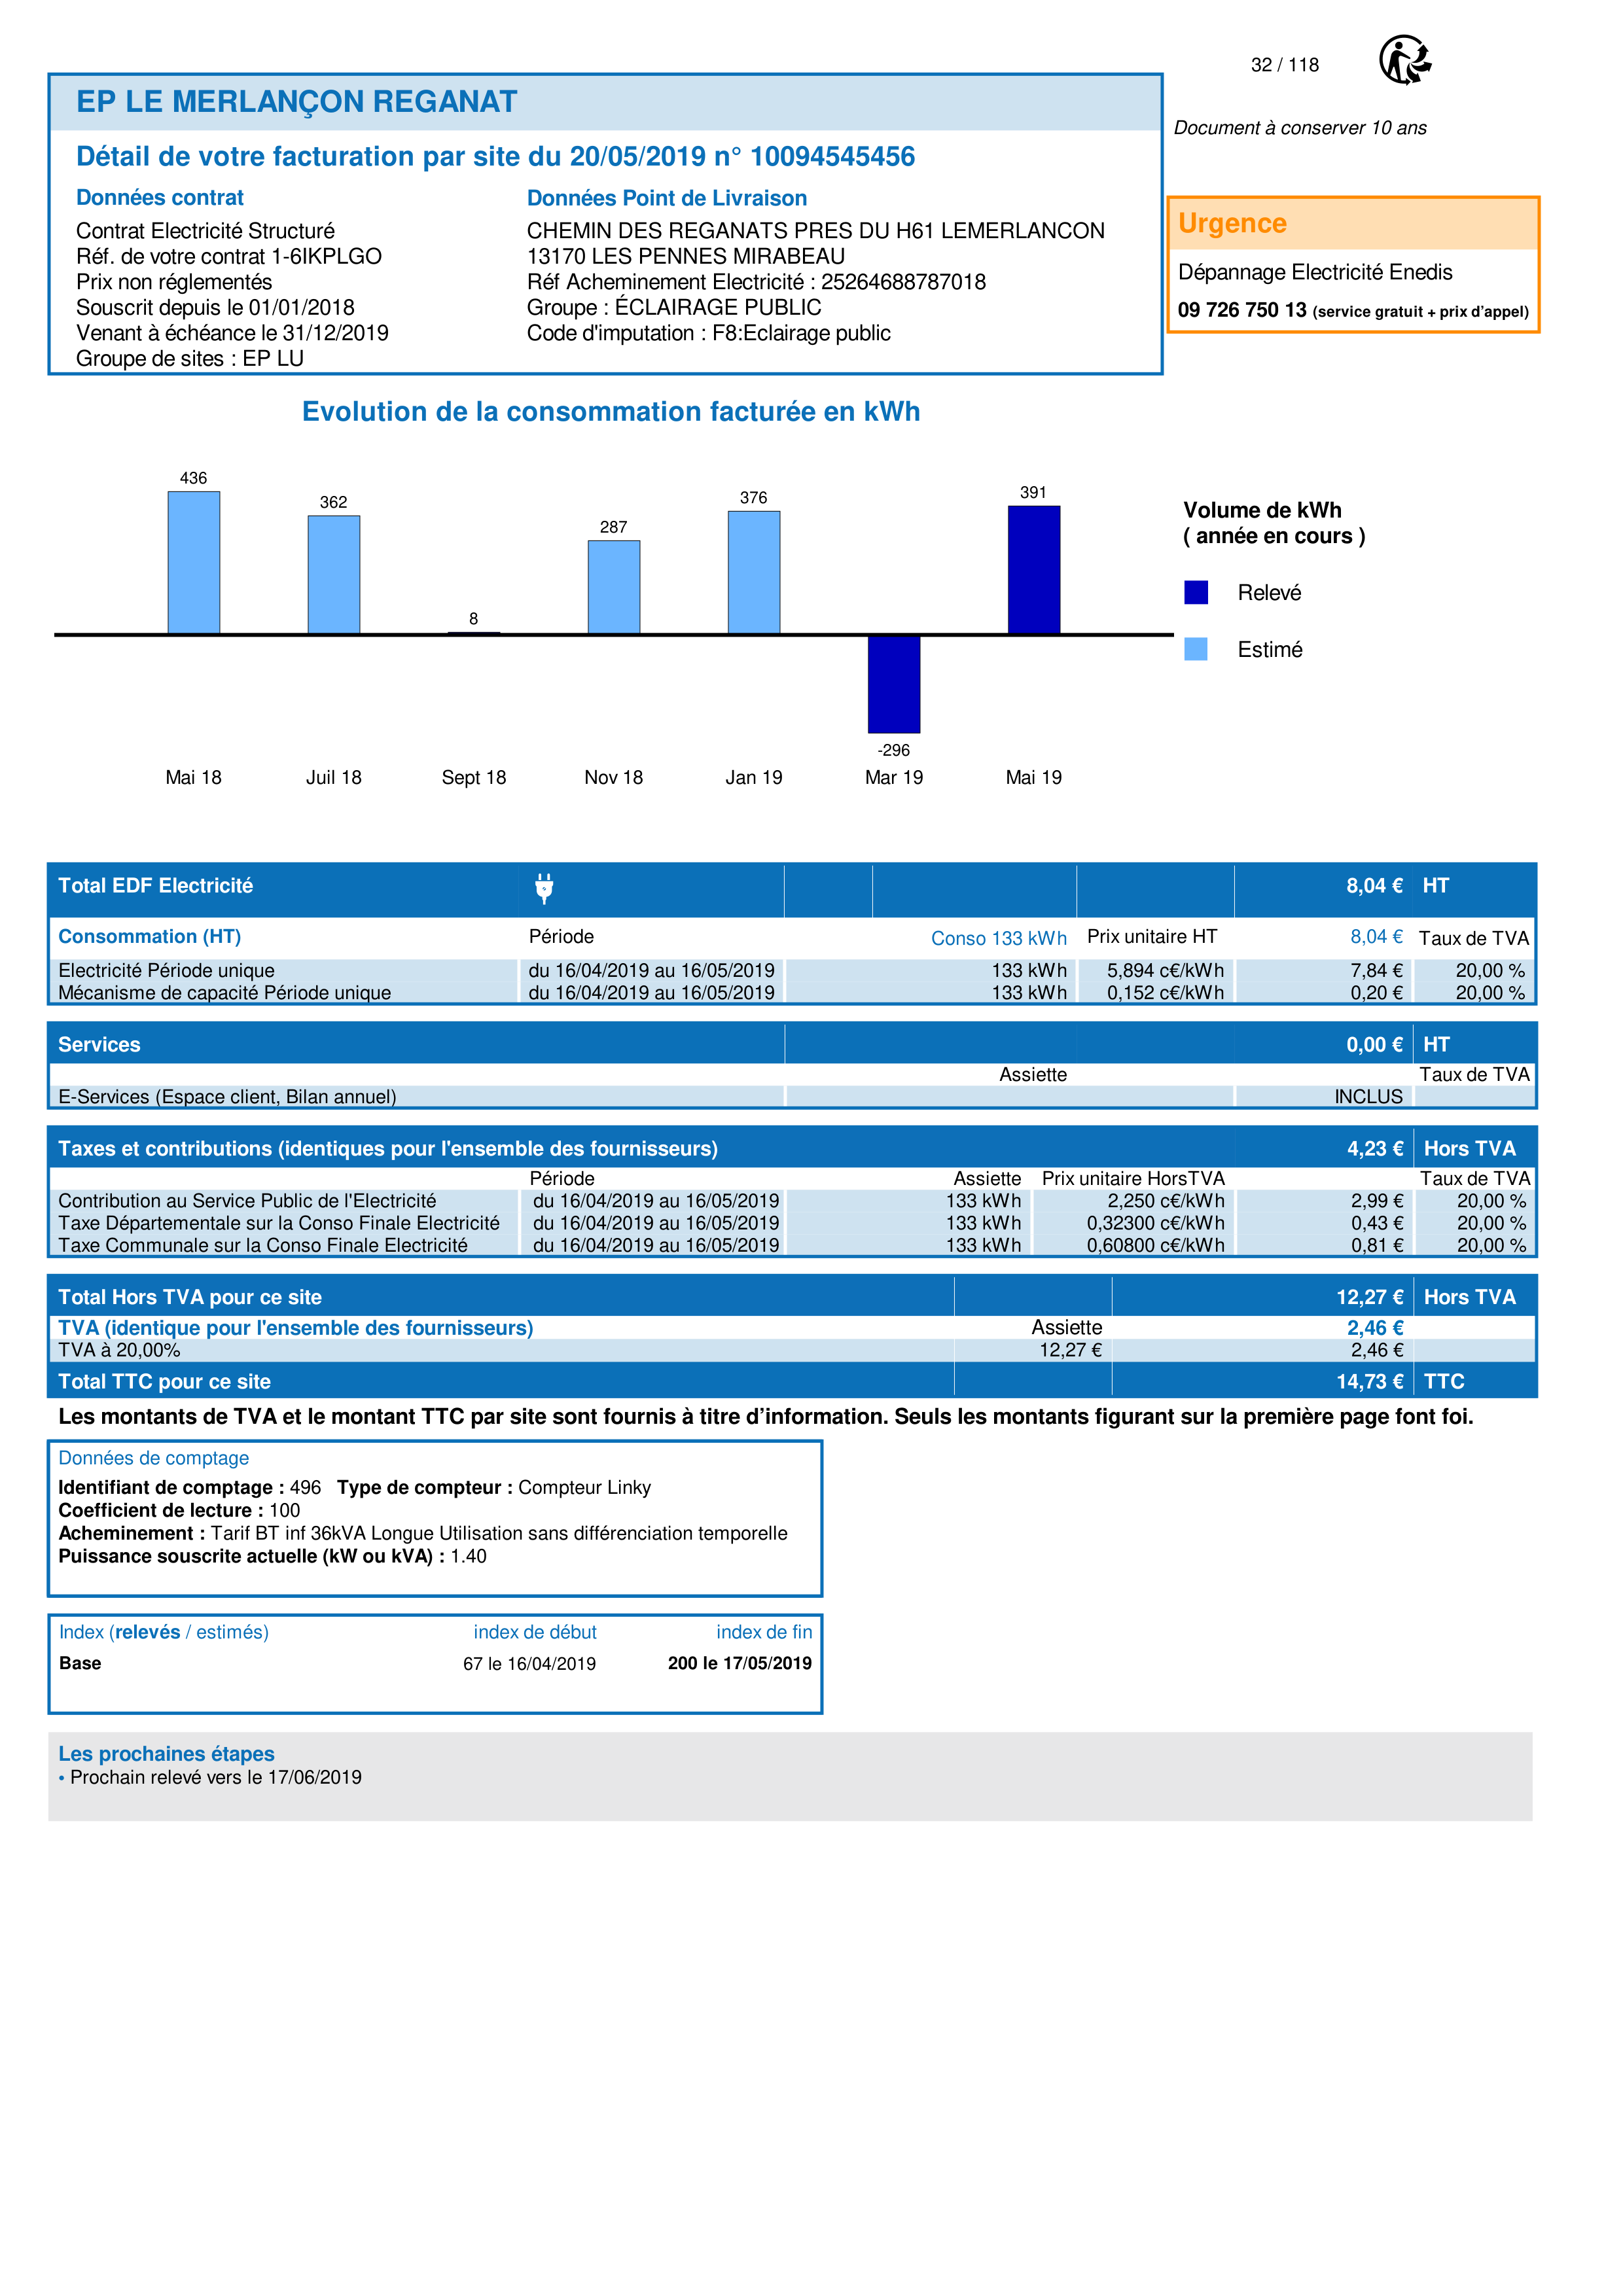 32 / 118
EP LE MERLANÇON REGANAT
Document à conserver 10 ans
Détail de votre facturation par site du 20/05/2019 n° 10094545456
Données contrat
Contrat Electricité Structuré
Réf. de votre contrat 1-6IKPLGO
Prix non réglementés
Souscrit depuis le 01/01/2018
Venant à échéance le 31/12/2019
Groupe de sites : EP LU
Données Point de Livraison
CHEMIN DES REGANATS PRES DU H61 LEMERLANCON
13170 LES PENNES MIRABEAU
Réf Acheminement Electricité : 25264688787018
Groupe : ÉCLAIRAGE PUBLIC
Code d'imputation : F8:Eclairage public
Urgence
Dépannage Electricité Enedis
09 726 750 13 (service gratuit + prix d’appel)
Evolution de la consommation facturée en kWh
436
362
8
287
376
-296
391
Mai 18
Juil 18
Sept 18
Nov 18
Jan 19
Mar 19
Mai 19
Volume de kWh
( année en cours )
Relevé
Estimé
Total EDF Electricité 8,04 € HT
Consommation (HT) Période Conso 133 kWh Prix unitaire HT 8,04 € Taux de TVA
Electricité Période unique du 16/04/2019 au 16/05/2019 133 kWh 5,894 c€/kWh 7,84 € 20,00 %
Mécanisme de capacité Période unique du 16/04/2019 au 16/05/2019 133 kWh 0,152 c€/kWh 0,20 € 20,00 %
Services 0,00 € HT
Assiette Taux de TVA
E-Services (Espace client, Bilan annuel) INCLUS
Taxes et contributions (identiques pour l'ensemble des fournisseurs) 4,23 € Hors TVA
Période Assiette Prix unitaire HorsTVA Taux de TVA
Contribution au Service Public de l'Electricité du 16/04/2019 au 16/05/2019 133 kWh 2,250 c€/kWh 2,99 € 20,00 %
Taxe Départementale sur la Conso Finale Electricité du 16/04/2019 au 16/05/2019 133 kWh 0,32300 c€/kWh 0,43 € 20,00 %
Taxe Communale sur la Conso Finale Electricité du 16/04/2019 au 16/05/2019 133 kWh 0,60800 c€/kWh 0,81 € 20,00 %
Total Hors TVA pour ce site 12,27 € Hors TVA
TVA (identique pour l'ensemble des fournisseurs) Assiette 2,46 €
TVA à 20,00% 12,27 € 2,46 €
Total TTC pour ce site 14,73 € TTC
Les montants de TVA et le montant TTC par site sont fournis à titre d’information. Seuls les montants figurant sur la première page font foi.
Données de comptage
Identifiant de comptage : 496 Type de compteur : Compteur Linky
Coefficient de lecture : 100
Acheminement : Tarif BT inf 36kVA Longue Utilisation sans différenciation temporelle
Puissance souscrite actuelle (kW ou kVA) : 1.40
Index (relevés / estimés) index de début index de fin
Base 67 le 16/04/2019 200 le 17/05/2019
Les prochaines étapes
• Prochain relevé vers le 17/06/2019